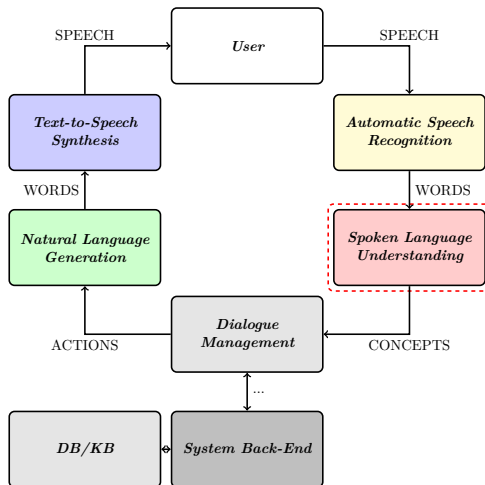 SPEECH
User
SPEECH
Text-to-Speech
Synthesis
Automatic Speech
Recognition
WORDS
WORDS
Natural Language
Generation
Spoken Language
Understanding
Dialogue
Management
ACTIONS
CONCEPTS
...
DB/KB
System Back-End